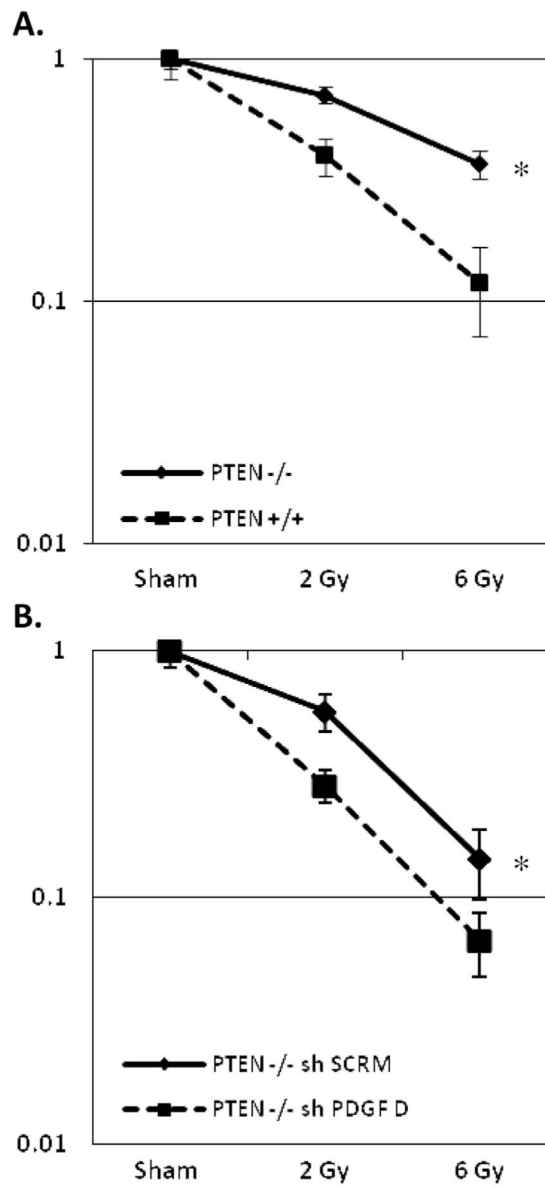 A.
1
0.1
0.01
*
PTEN -/-
PTEN +/+
Sham 2 Gy 6 Gy
B.
1
0.1
0.01
*
PTEN -/- sh SCRM
PTEN -/- sh PDGF D
Sham 2 Gy 6 Gy